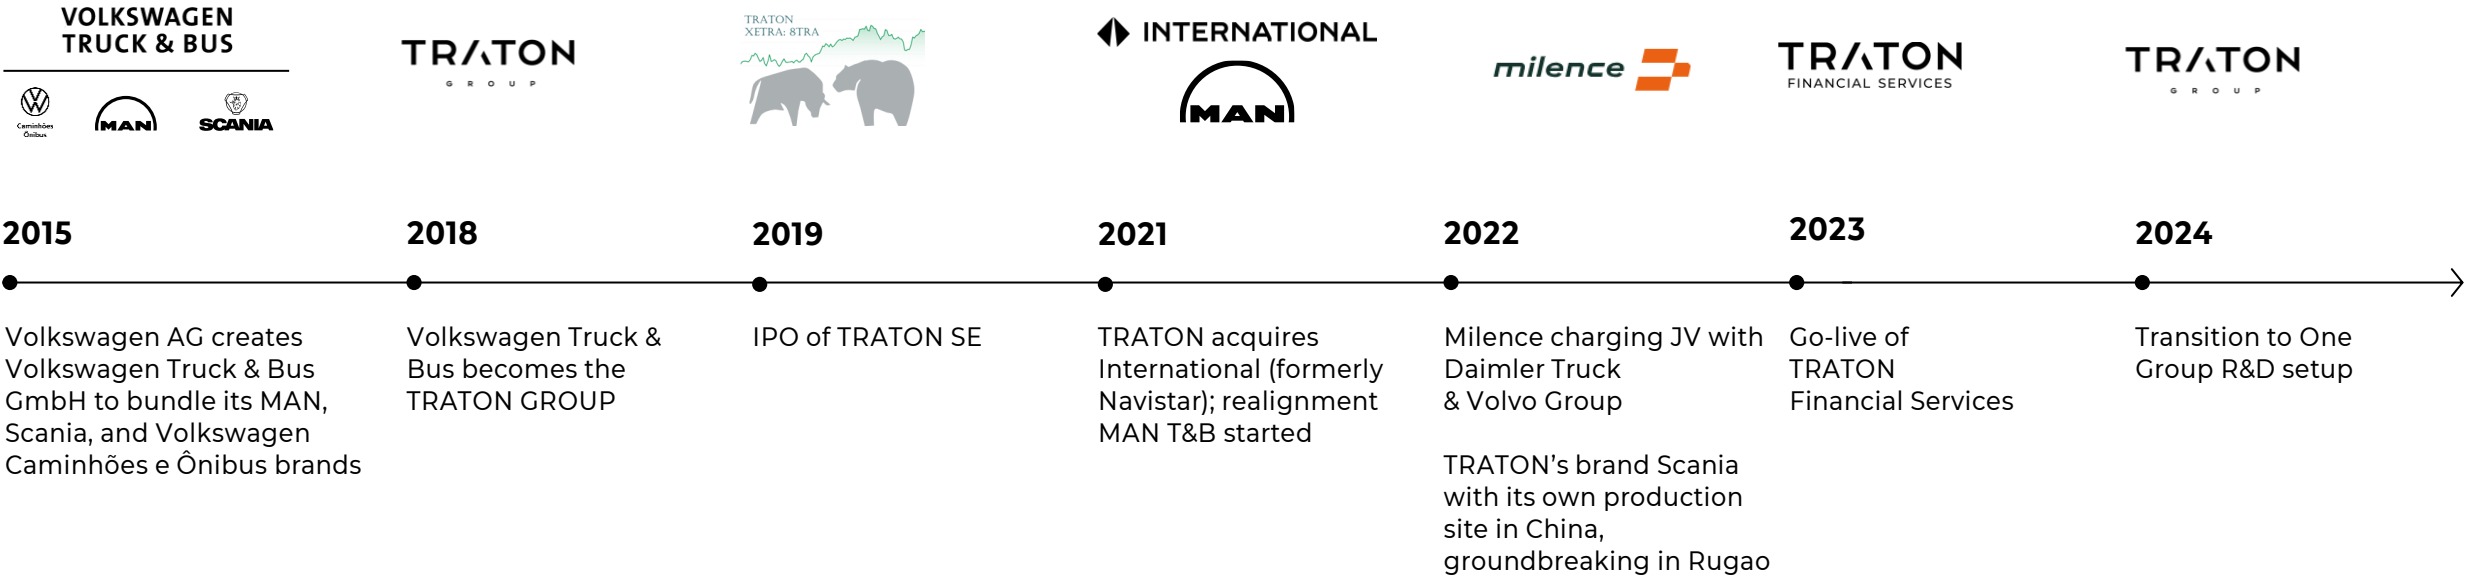 VOLKSWAGEN
TRUCK & BUS
Caminhões
Ônibus
MAN
SCANIA
2015
Volkswagen AG creates
Volkswagen Truck & Bus
GmbH to bundle its MAN,
Scania, and Volkswagen
Caminhões e Ônibus brands
TRATON
GROUP
2018
Volkswagen Truck &
Bus becomes the
TRATON GROUP
TRATON
XETRA: 8TRA
2019
IPO of TRATON SE
INTERNATIONAL
MAN
2021
TRATON acquires
International (formerly
Navistar); realignment
MAN T&B started
milence
2022
Milence charging JV with
Daimler Truck
& Volvo Group
TRATON’s brand Scania
with its own production
site in China,
groundbreaking in Rugao
TRATON
FINANCIAL SERVICES
2023
Go-live of
TRATON
Financial Services
TRATON
GROUP
2024
Transition to One
Group R&D setup